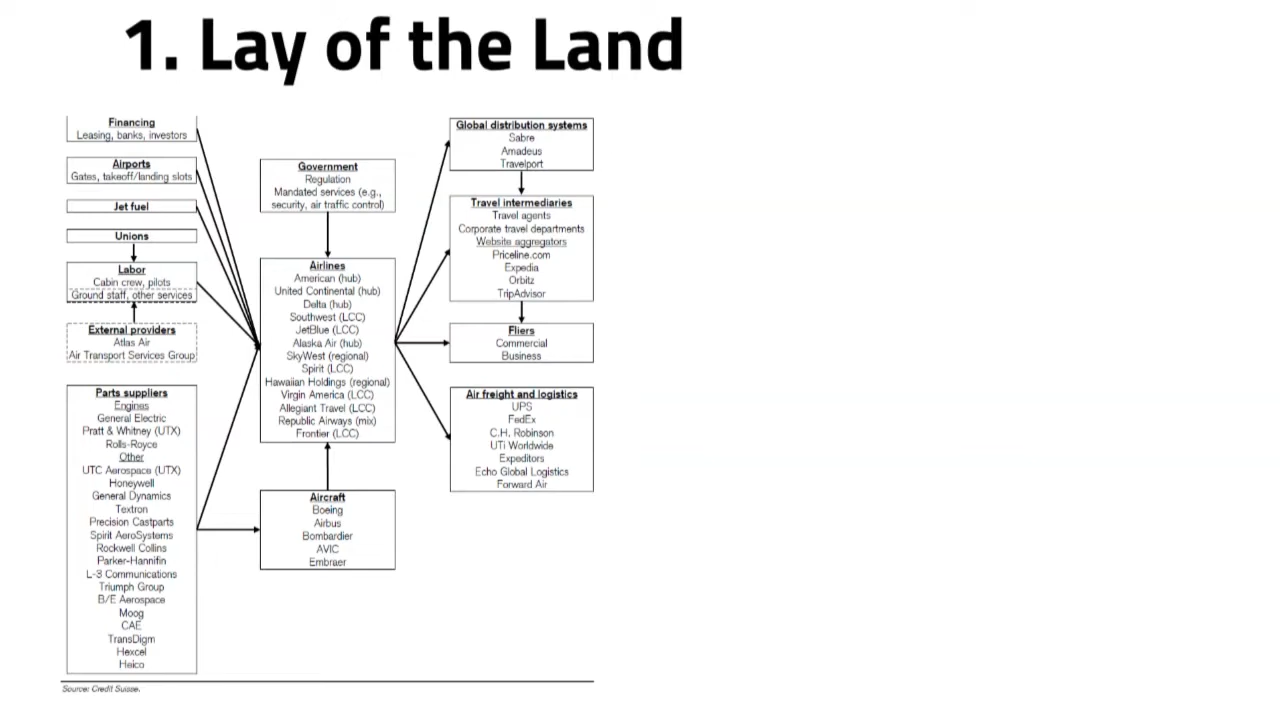 1. Lay of the Land
Financing
Leasing, banks, investors
Airports
Gates, takeoff/landing slots
Jet fuel
Unions
Labor
Cabin crew, pilots
Ground staff, other services
External providers
Atlas Air
Air Transport Services Group
Parts suppliers
Engines
General Electric
Pratt & Whitney (UTX)
Rolls-Royce
Other
UTC Aerospace (UTX)
Honeywell
General Dynamics
Textron
Precision Castparts
Spirit AeroSystems
Rockwell Collins
Parker-Hannifin
L-3 Communications
Triumph Group
B/E Aerospace
Moog
CAE
TransDigm
Hexcel
Heico
Government
Regulation
Mandated services (e.g.,
security, air traffic control)
Airlines
American (hub)
United Continental (hub)
Delta (hub)
Southwest (LCC)
JetBlue (LCC)
Alaska Air (hub)
SkyWest (regional)
Spirit (LCC)
Hawaiian Holdings (regional)
Virgin America (LCC)
Allegiant Travel (LCC)
Republic Airways (mix)
Frontier (LCC)
Aircraft
Boeing
Airbus
Bombardier
AVIC
Embraer
Global distribution systems
Sabre
Amadeus
Travelport
Travel intermediaries
Travel agents
Corporate travel departments
Website aggregators
Priceline.com
Expedia
Orbitz
TripAdvisor
Fliers
Commercial
Business
Air freight and logistics
UPS
FedEx
C.H. Robinson
UTi Worldwide
Expeditors
Echo Global Logistics
Forward Air
Source: Credit Suisse.